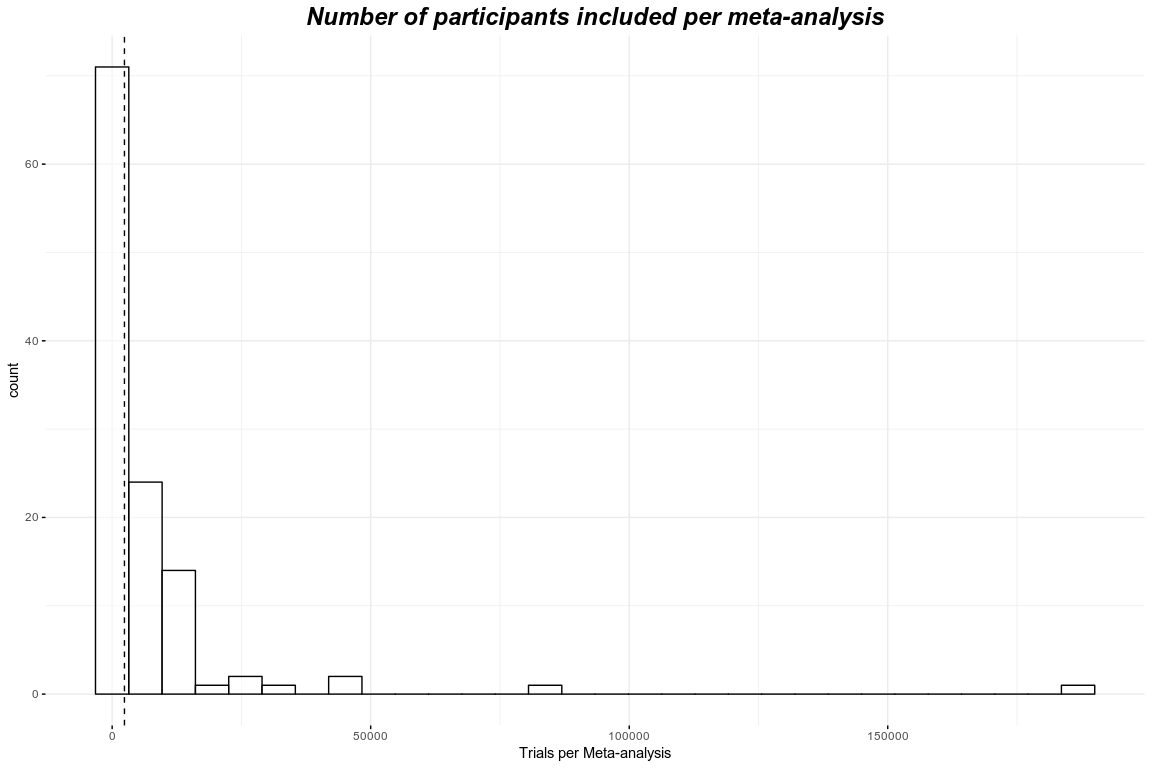 Number of participants included per meta-analysis
60
40
20
0
count
0 50000 100000 150000
Trials per Meta-analysis